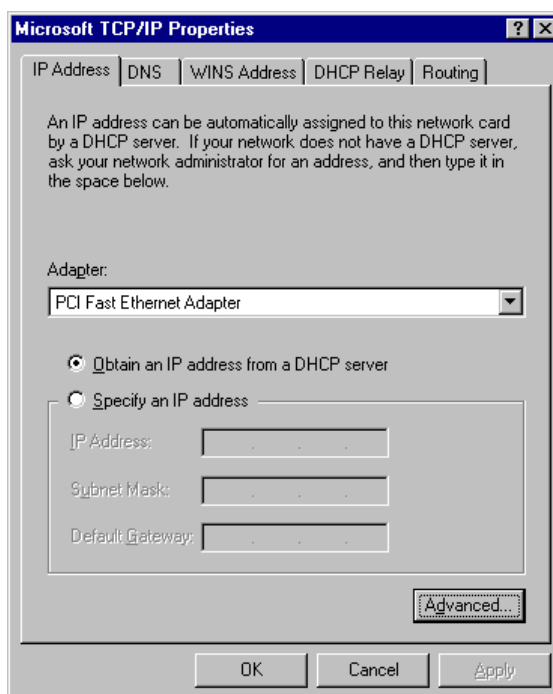 Microsoft TCP/IP Properties
IP Address
DNS
WINS Address
DHCP Relay
Routing
An IP address can be automatically assigned to this network card
by a DHCP server. If your network does not have a DHCP server,
ask your network administrator for an address, and then type it in
the space below.
Adapter:
PCI Fast Ethernet Adapter
Obtain an IP address from a DHCP server
Specify an IP address
IP Address:
Subnet Mask:
Default Gateway:
Advanced...
OK
Cancel
Apply